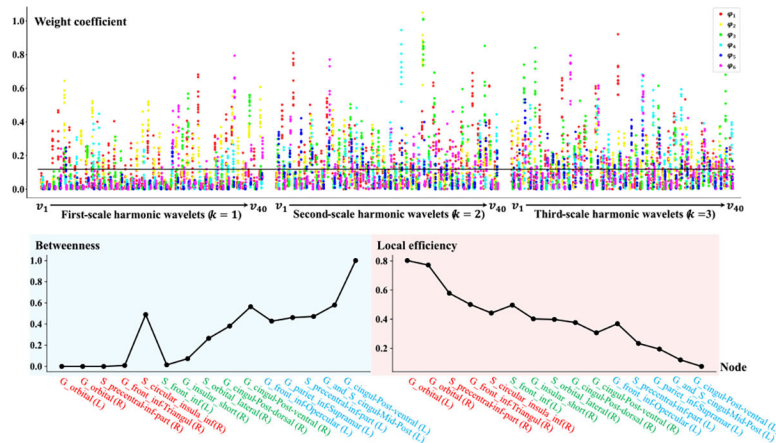 Weight coefficient
φ₁
φ₂
φ₃
φ₄
φ₅
φ₆
1.0
0.8
0.6
0.4
0.2
0.0
v₁ v₄₀ v₁ v₄₀ v₁ v₄₀
First-scale harmonic wavelets (k = 1) Second-scale harmonic wavelets (k = 2) Third-scale harmonic wavelets (k =3)
Betweenness
1.0
0.8
0.6
0.4
0.2
0.0
G_orbital (L)
G_orbital (R)
S_precentral-inf-part (R)
G_front_inf-Triangul (R)
S_circular_insula_inf(R)
S_front_inf (L)
G_insular_short (R)
S_orbital_lateral (R)
G_cingul-Post-dorsal (R)
G_cingul-Post-ventral (R)
G_front_inf-Opercular (L)
G_pariet_inf-Supramar (L)
S_precentral-inf-part (L)
G_and_S_cingul-Mid-Post (L)
G_cingul-Post-ventral (L)
Local efficiency
0.8
0.6
0.4
0.2
Node
G_orbital (L)
G_orbital (R)
S_precentral-inf-part (R)
G_front_inf-Triangul (R)
S_circular_insula_inf (R)
S_front_inf (L)
G_insular_short (R)
S_orbital_lateral (R)
G_cingul-Post-dorsal (R)
G_cingul-Post-ventral (R)
G_front_inf-Opercular (L)
S_precentral-inf-part (L)
G_pariet_inf-Supramar (L)
G_and_S_cingul-Mid-Post (L)
G_cingul-Post-ventral (L)